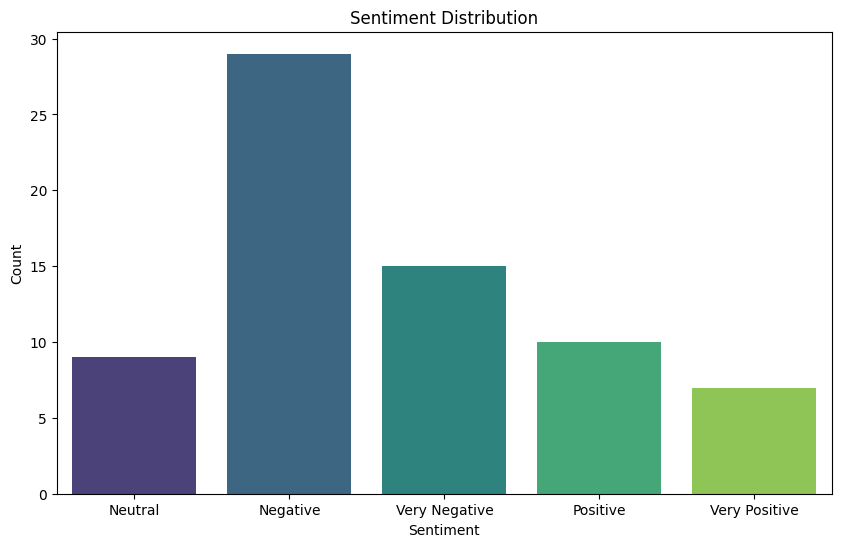 Sentiment Distribution
30
25
20
15
10
5
0
Count
Neutral
Negative
Very Negative
Positive
Very Positive
Sentiment